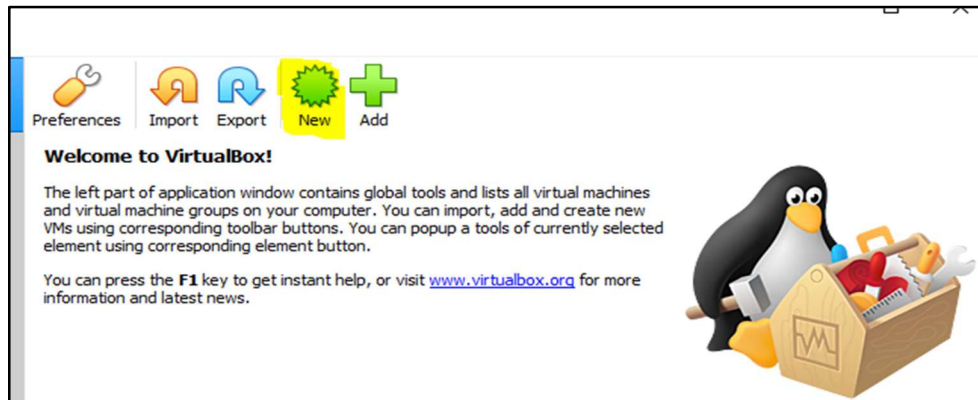 Preferences Import Export New Add
Welcome to VirtualBox!
The left part of application window contains global tools and lists all virtual machines
and virtual machine groups on your computer. You can import, add and create new
VMs using corresponding toolbar buttons. You can popup a tools of currently selected
element using corresponding element button.
You can press the F1 key to get instant help, or visit www.virtualbox.org for more
information and latest news.